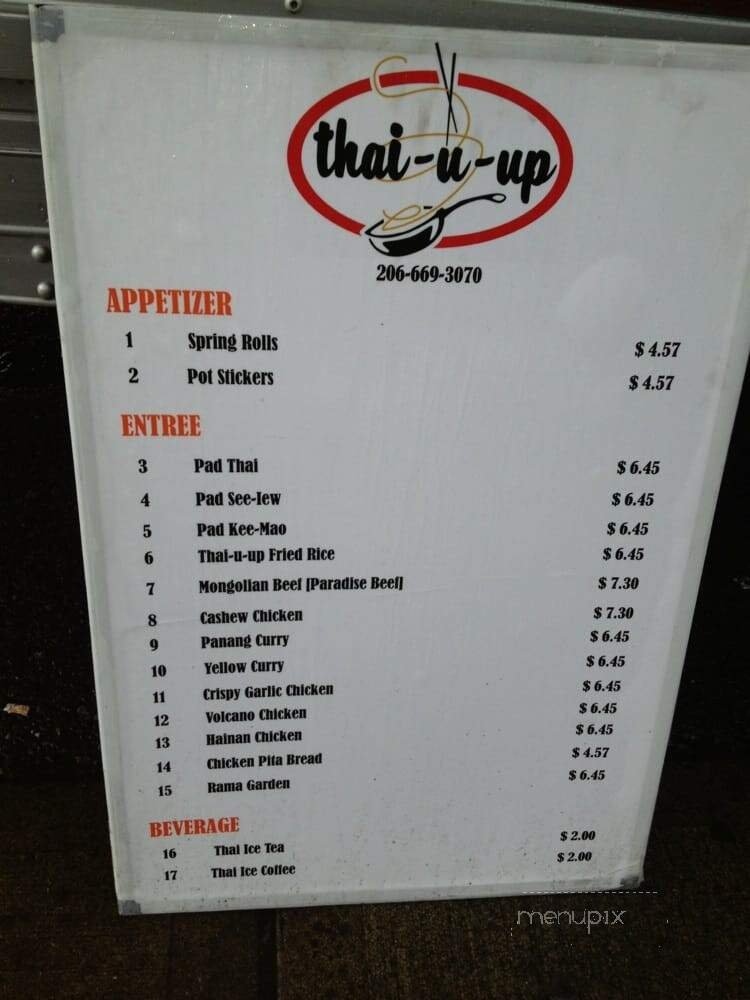 thai-u-up
206-669-3070
APPETIZER
1 Spring Rolls $ 4.57
2 Pot Stickers $ 4.57
ENTREE
3 Pad Thai $ 6.45
4 Pad See-Iew $ 6.45
5 Pad Kee-Mao $ 6.45
6 Thai-u-up Fried Rice $ 6.45
7 Mongolian Beef [Paradise Beef] $ 7.30
8 Cashew Chicken $ 7.30
9 Panang Curry $ 6.45
10 Yellow Curry $ 6.45
11 Crispy Garlic Chicken $ 6.45
12 Volcano Chicken $ 6.45
13 Hainan Chicken $ 6.45
14 Chicken Pita Bread $ 4.57
15 Rama Garden $ 6.45
BEVERAGE
16 Thai Ice Tea $ 2.00
17 Thai Ice Coffee $ 2.00
menupix